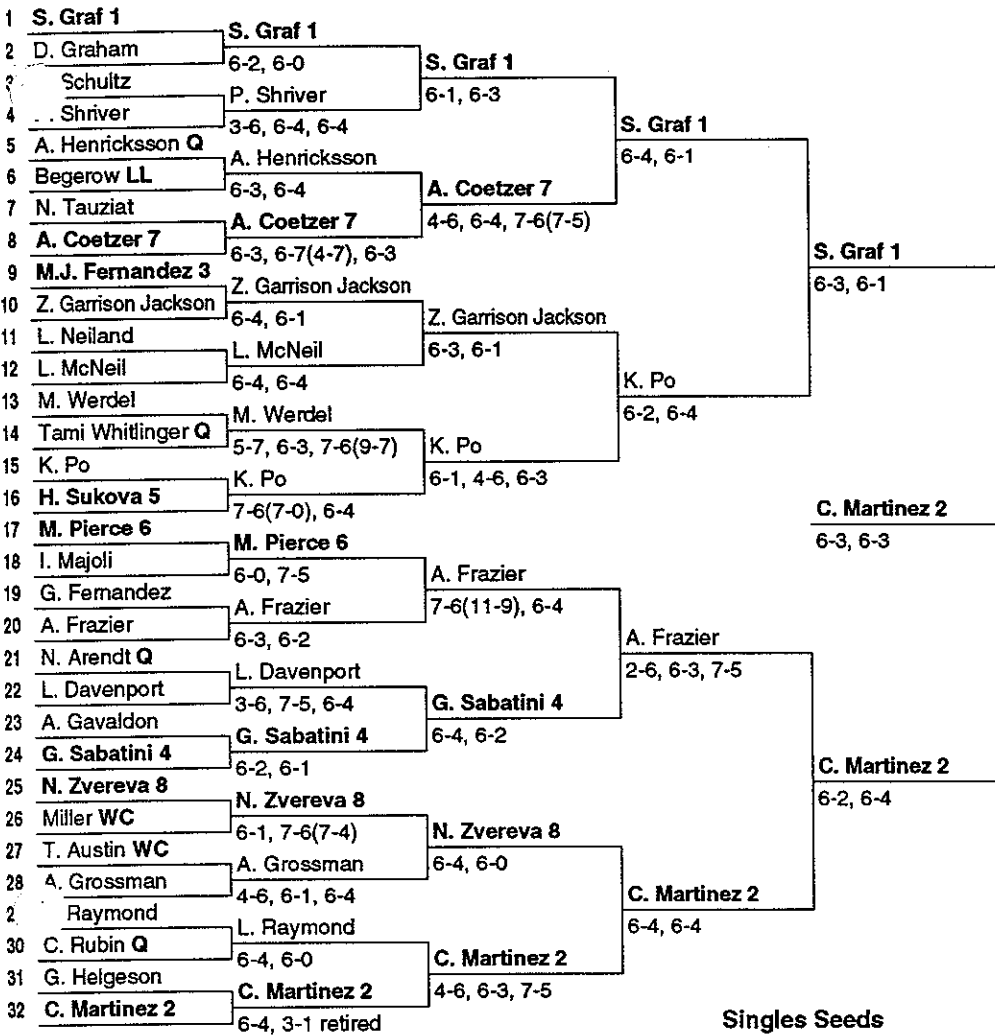 1 S. Graf 1
2 D. Graham
Schultz
4 . . Shriver
5 A. Henricksson Q
6 Begerow LL
7 N. Tauziat
8 A. Coetzer 7
9 M.J. Fernandez 3
10 Z. Garrison Jackson
11 L. Neiland
12 L. McNeil
13 M. Werdel
14 Tami Whitlinger Q
15 K. Po
16 H. Sukova 5
17 M. Pierce 6
18 I. Majoli
19 G. Fernandez
20 A. Frazier
21 N. Arendt Q
22 L. Davenport
23 A. Gavaldon
24 G. Sabatini 4
25 N. Zvereva 8
26 Miller WC
27 T. Austin WC
28 A. Grossman
2 Raymond
30 C. Rubin Q
31 G. Helgeson
32 C. Martinez 2
S. Graf 1
6-2, 6-0
P. Shriver
3-6, 6-4, 6-4
A. Henricksson
6-3, 6-4
A. Coetzer 7
6-3, 6-7(4-7), 6-3
Z. Garrison Jackson
6-4, 6-1
L. McNeil
6-4, 6-4
M. Werdel
5-7, 6-3, 7-6(9-7)
K. Po
7-6(7-0), 6-4
M. Pierce 6
6-0, 7-5
A. Frazier
6-3, 6-2
L. Davenport
3-6, 7-5, 6-4
G. Sabatini 4
6-2, 6-1
N. Zvereva 8
6-1, 7-6(7-4)
A. Grossman
4-6, 6-1, 6-4
L. Raymond
6-4, 6-0
C. Martinez 2
6-4, 3-1 retired
S. Graf 1
6-1, 6-3
A. Coetzer 7
4-6, 6-4, 7-6(7-5)
Z. Garrison Jackson
6-3, 6-1
K. Po
6-1, 4-6, 6-3
A. Frazier
7-6(11-9), 6-4
G. Sabatini 4
6-4, 6-2
N. Zvereva 8
6-4, 6-0
C. Martinez 2
4-6, 6-3, 7-5
S. Graf 1
6-4, 6-1
K. Po
6-2, 6-4
A. Frazier
2-6, 6-3, 7-5
C. Martinez 2
6-4, 6-4
S. Graf 1
6-3, 6-1
C. Martinez 2
6-2, 6-4
C. Martinez 2
6-3, 6-3
Singles Seeds